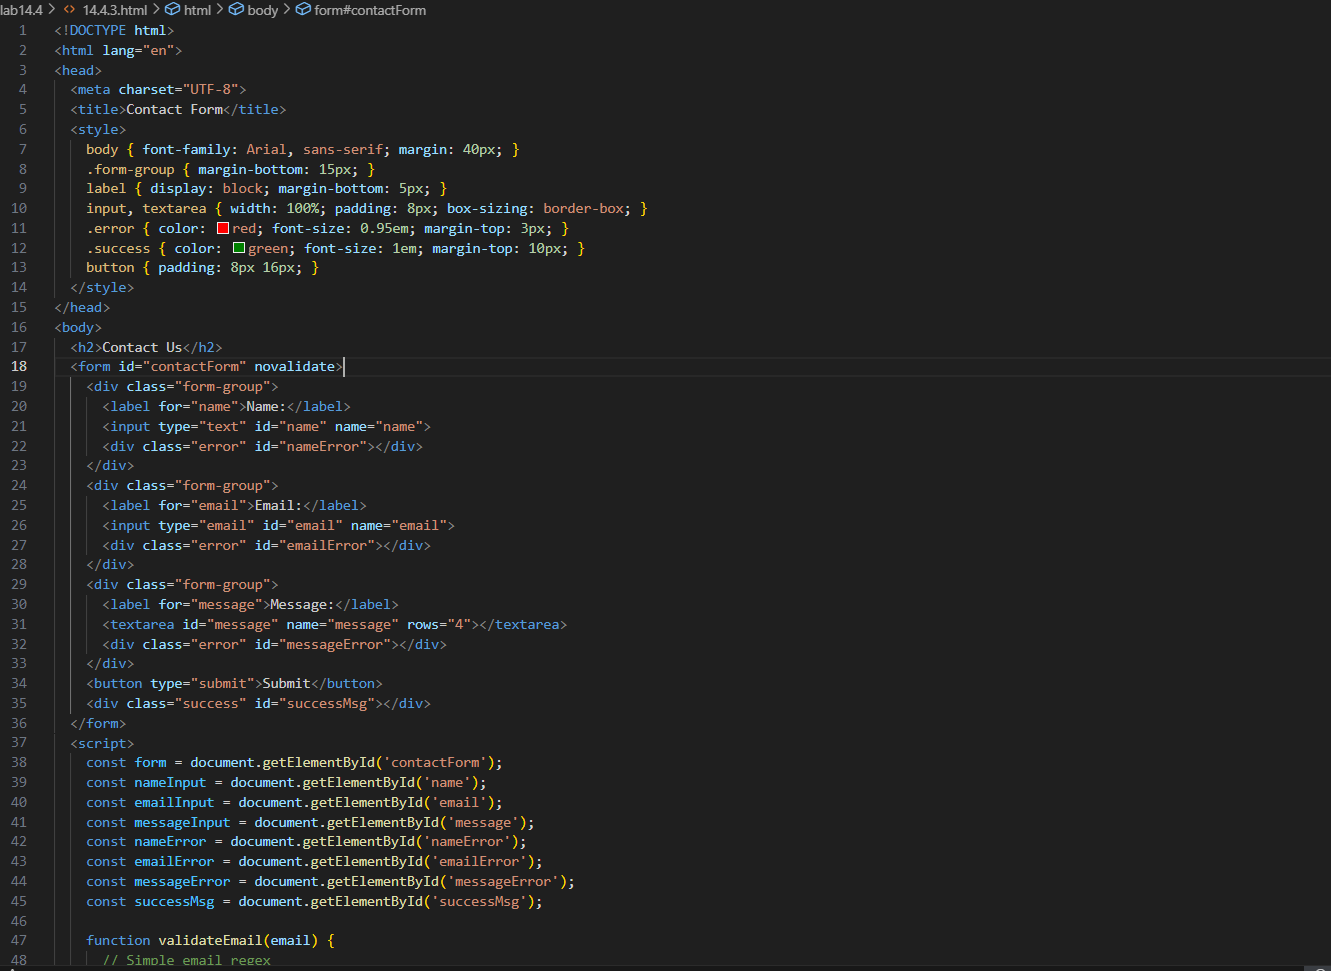 lab14.4 > <> 14.4.3.html > html > body > form#contactForm
1 <!DOCTYPE html>
2 <html lang="en">
3 <head>
4   <meta charset="UTF-8">
5   <title>Contact Form</title>
6   <style>
7     body { font-family: Arial, sans-serif; margin: 40px; }
8     .form-group { margin-bottom: 15px; }
9     label { display: block; margin-bottom: 5px; }
10     input, textarea { width: 100%; padding: 8px; box-sizing: border-box; }
11     .error { color: red; font-size: 0.95em; margin-top: 3px; }
12     .success { color: green; font-size: 1em; margin-top: 10px; }
13     button { padding: 8px 16px; }
14   </style>
15 </head>
16 <body>
17   <h2>Contact Us</h2>
18   <form id="contactForm" novalidate>
19     <div class="form-group">
20       <label for="name">Name:</label>
21       <input type="text" id="name" name="name">
22       <div class="error" id="nameError"></div>
23     </div>
24     <div class="form-group">
25       <label for="email">Email:</label>
26       <input type="email" id="email" name="email">
27       <div class="error" id="emailError"></div>
28     </div>
29     <div class="form-group">
30       <label for="message">Message:</label>
31       <textarea id="message" name="message" rows="4"></textarea>
32       <div class="error" id="messageError"></div>
33     </div>
34     <button type="submit">Submit</button>
35     <div class="success" id="successMsg"></div>
36   </form>
37   <script>
38     const form = document.getElementById('contactForm');
39     const nameInput = document.getElementById('name');
40     const emailInput = document.getElementById('email');
41     const messageInput = document.getElementById('message');
42     const nameError = document.getElementById('nameError');
43     const emailError = document.getElementById('emailError');
44     const messageError = document.getElementById('messageError');
45     const successMsg = document.getElementById('successMsg');
46
47     function validateEmail(email) {
48       // Simple email regex